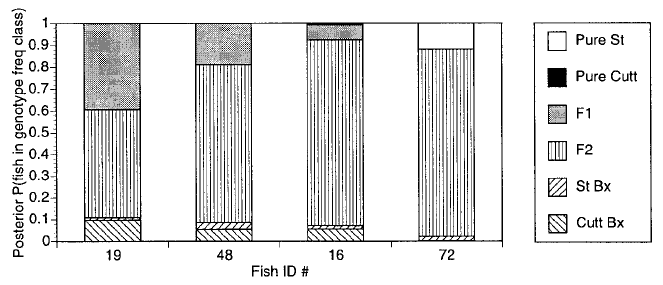 1
0.9
0.8
0.7
0.6
0.5
0.4
0.3
0.2
0.1
0
Posterior P(fish in genotype freq class)
19 48 16 72
Fish ID #
Pure St
Pure Cutt
F1
F2
St Bx
Cutt Bx